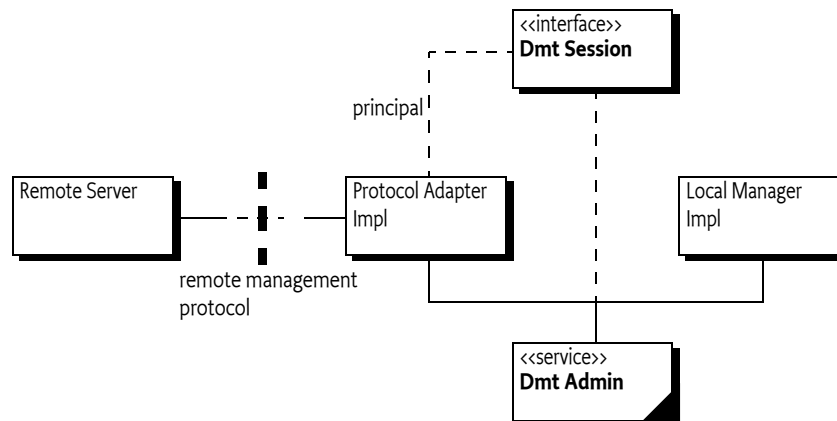 <<interface>>
Dmt Session
principal
Remote Server
Protocol Adapter
Impl
Local Manager
Impl
remote management
protocol
<<service>>
Dmt Admin